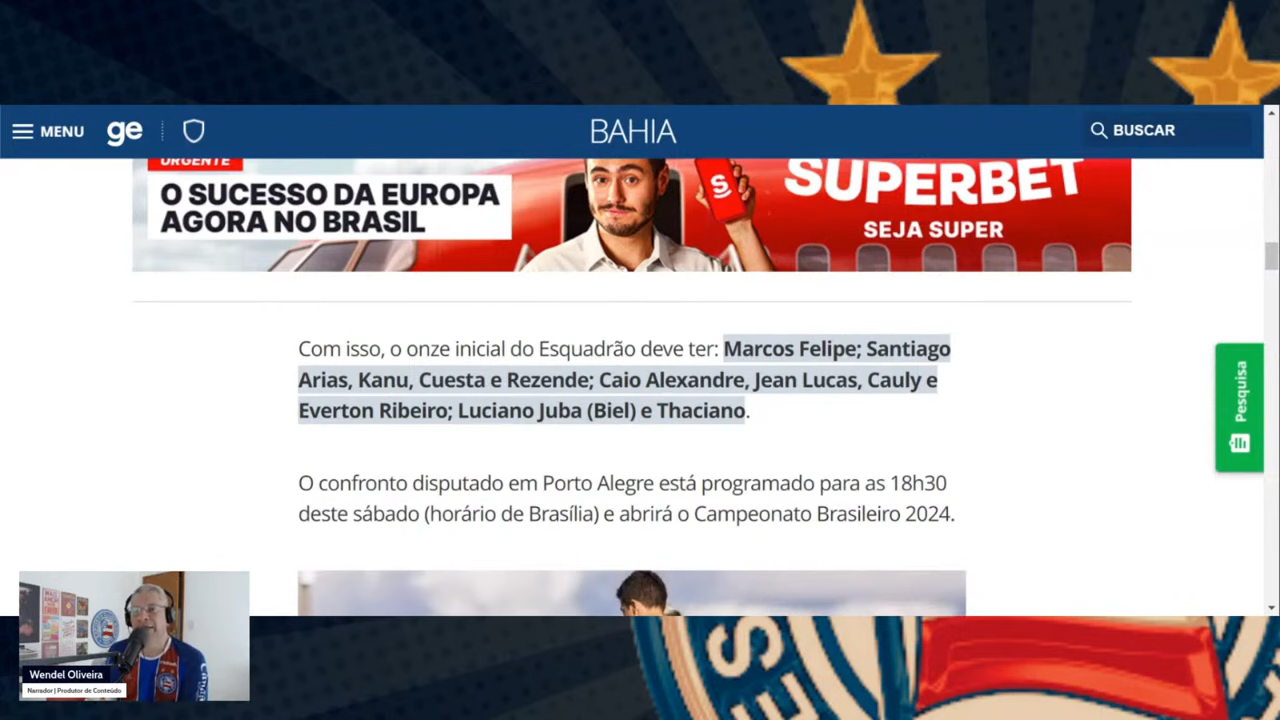 MENU
ge
BAHIA
BUSCAR
URGENTE
O SUCESSO DA EUROPA
AGORA NO BRASIL
S
SUPERBET
SEJA SUPER
Com isso, o onze inicial do Esquadrão deve ter: Marcos Felipe; Santiago
Arias, Kanu, Cuesta e Rezende; Caio Alexandre, Jean Lucas, Cauly e
Everton Ribeiro; Luciano Juba (Biel) e Thaciano.
O confronto disputado em Porto Alegre está programado para as 18h30
deste sábado (horário de Brasília) e abrirá o Campeonato Brasileiro 2024.
Pesquisa
Wendel Oliveira
Narrador | Produtor de Conteúdo